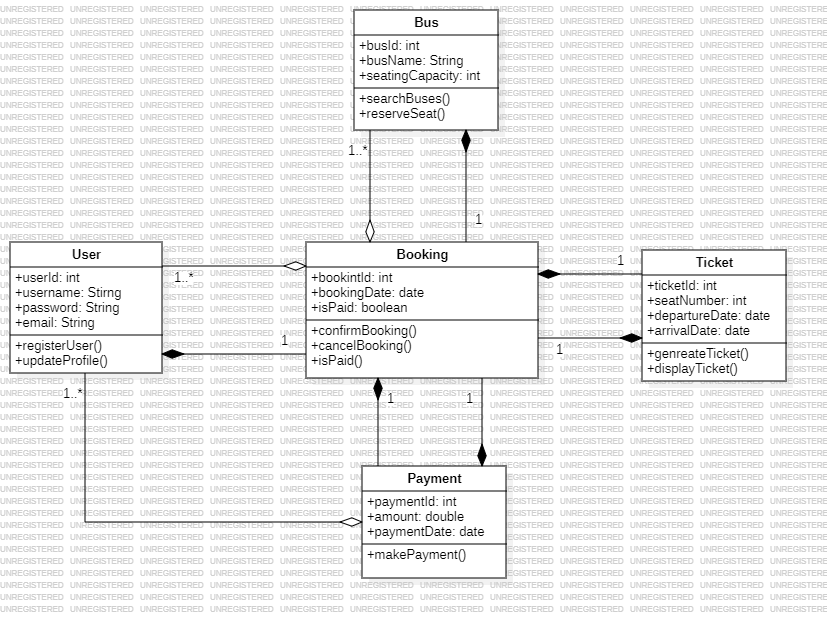 Bus
+busId: int
+busName: String
+seatingCapacity: int
+searchBuses()
+reserveSeat()
1..*
1
User
+userId: int
+username: Stirng
+password: String
+email: String
+registerUser()
+updateProfile()
1..*
1
1..*
Booking
+bookintId: int
+bookingDate: date
+isPaid: boolean
+confirmBooking()
+cancelBooking()
+isPaid()
1
1
Ticket
+ticketId: int
+seatNumber: int
+departureDate: date
+arrivalDate: date
+genreateTicket()
+displayTicket()
1
1
Payment
+paymentId: int
+amount: double
+paymentDate: date
+makePayment()
UNREGISTERED